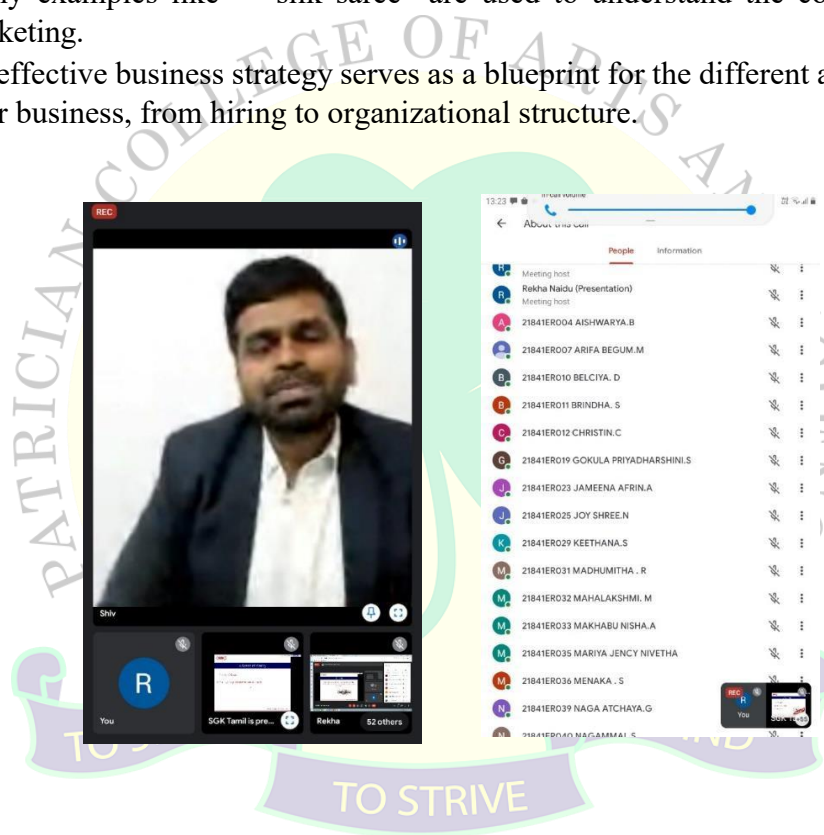 examples like "silk saree" are used to understand the
keting.
effective business strategy serves as a blueprint for the different
r business, from hiring to organizational structure.
PATRICIAN COLLEGE OF ARTS
TO STRIVE
REC
Shiv
R
You
SGK Tamil is pre...
Rekha
52 others
13:23
About this call
People
Information
R
Meeting host
R
Rekha Naidu (Presentation)
Meeting host
A
21841ER004 AISHWARYA.B
21841ER007 ARIFA BEGUM.M
B
21841ER010 BELCIYA. D
B
21841ER011 BRINDHA. S
C
21841ER012 CHRISTIN.C
G
21841ER019 GOKULA PRIYADHARSHINI.S
J
21841ER023 JAMEENA AFRIN.A
J
21841ER025 JOY SHREE.N
K
21841ER029 KEETHANA.S
M
21841ER031 MADHUMITHA . R
M
21841ER032 MAHALAKSHMI. M
M
21841ER033 MAKHABU NISHA.A
M
21841ER035 MARIYA JENCY NIVETHA
M
21841ER036 MENAKA . S
N
21841ER039 NAGA ATCHAYA.G
N
21841ER040 NAGAMMAL S
REC
R
You